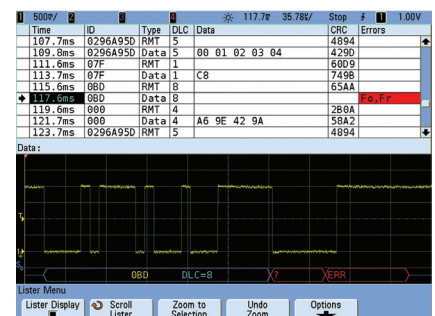 1 500▽/ 2 3 4 117.7▽ 35.78%/ Stop 1 1.00V
Time ID Type DLC Data CRC Errors
107.7ms 0296A95D RMT 5 4894
109.8ms 0296A95D Data 5 00 01 02 03 04 429D
111.6ms 07F RMT 1 60D9
113.7ms 07F Data 1 C8 749B
115.6ms 0BD RMT 8 65AA
117.6ms 0BD Data 8 Fo,Fr
119.6ms 000 RMT 4 2B0A
121.7ms 000 Data 4 A6 9E 42 9A 58A2
123.7ms 0296A95D RMT 5 4894
Data:
T
0BD DLC=8 ? ERR
Lister Menu
Lister Display Scroll Lister Zoom to Selection Undo Zoom Options